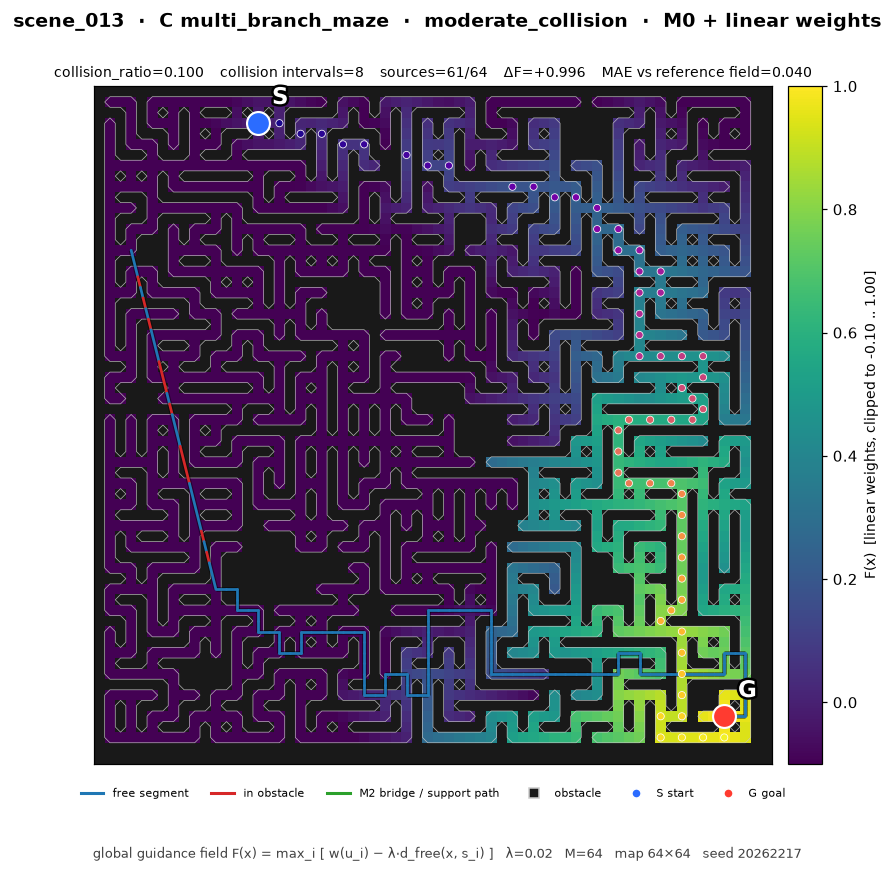 scene_013 · C multi_branch_maze · moderate_collision · M0 + linear weights
collision_ratio=0.100 collision intervals=8 sources=61/64 ΔF=+0.996 MAE vs reference field=0.040
S
G
1.0
0.8
0.6
0.4
0.2
0.0
F(x) [linear weights, clipped to -0.10 .. 1.00]
free segment
in obstacle
M2 bridge / support path
obstacle
S start
G goal
global guidance field F(x) = max_i [ w(u_i) − λ·d_free(x, s_i) ] λ=0.02 M=64 map 64×64 seed 20262217